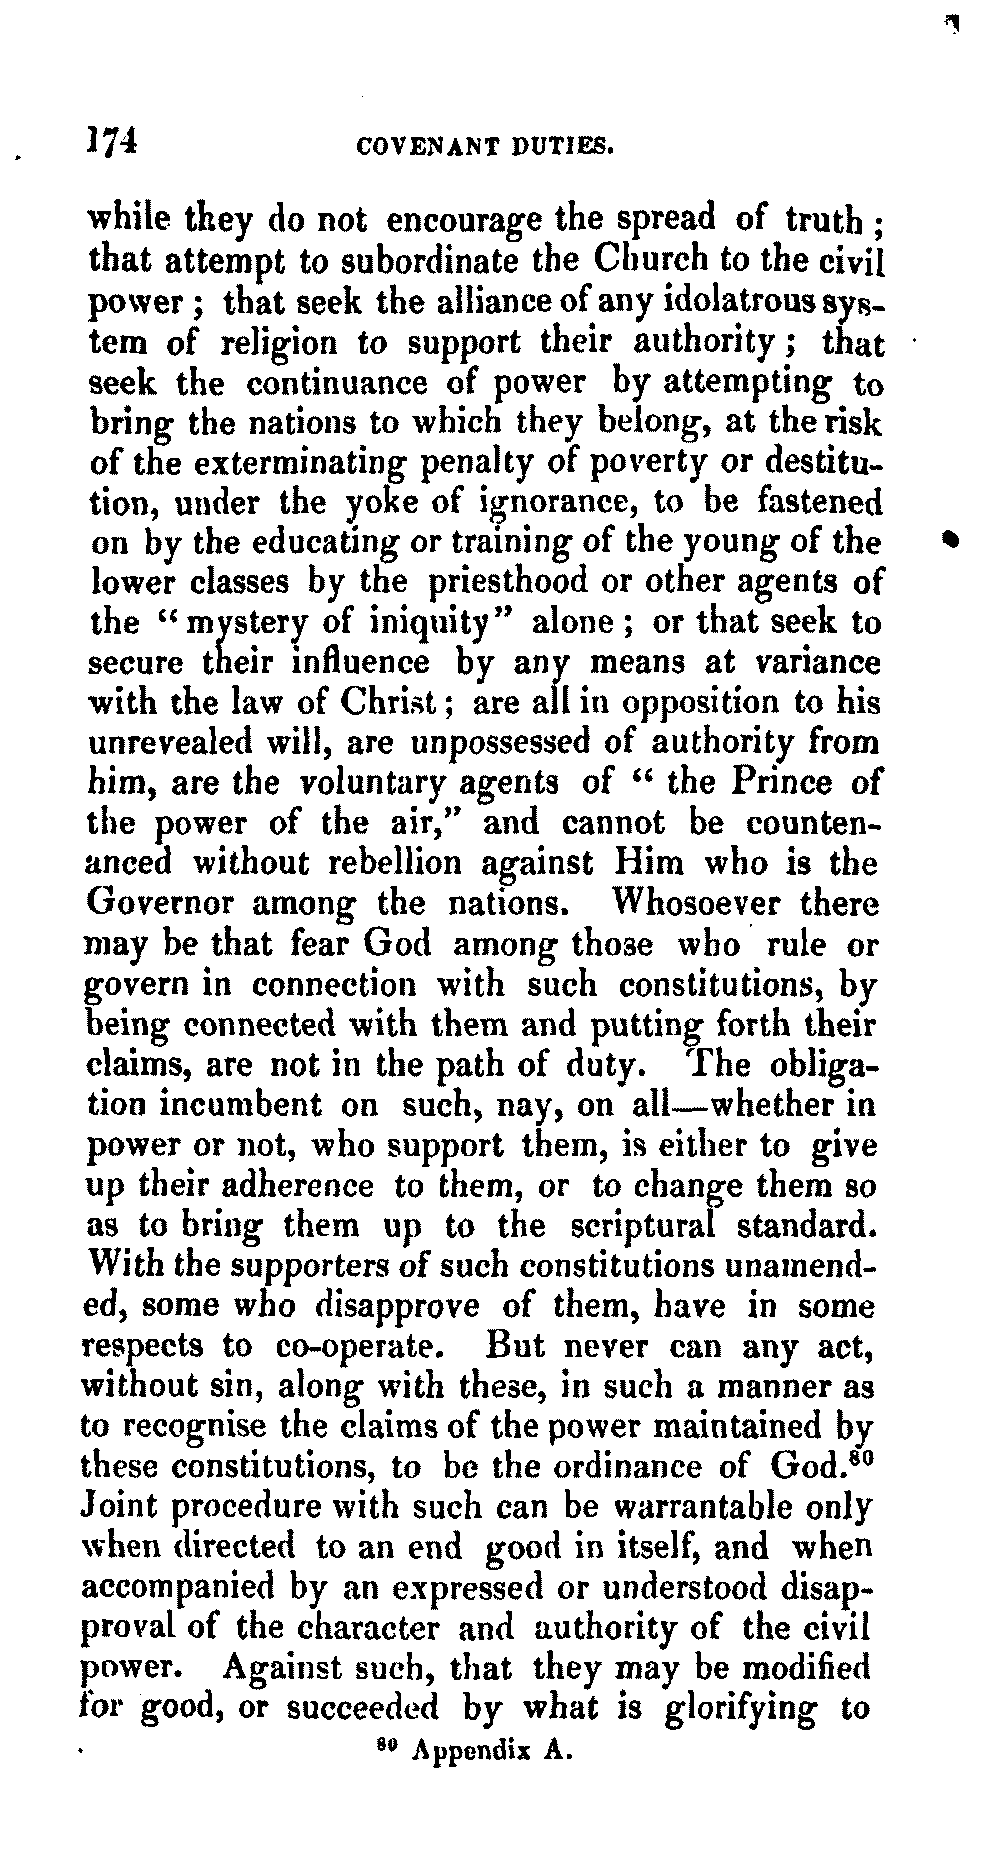 174 COVENANT DUTIES.
while they do not encourage the spread of truth ;
that attempt to subordinate the Church to the civil
power ; that seek the alliance of any idolatrous sys-
tem of religion to support their authority ; that
seek the continuance of power by attempting to
bring the nations to which they belong, at the risk
of the exterminating penalty of poverty or destitu-
tion, under the yoke of ignorance, to be fastened
on by the educating or training of the young of the
lower classes by the priesthood or other agents of
the “ mystery of iniquity” alone ; or that seek to
secure their influence by any means at variance
with the law of Christ ; are all in opposition to his
unrevealed will, are unpossessed of authority from
him, are the voluntary agents of “ the Prince of
the power of the air,” and cannot be counten-
anced without rebellion against Him who is the
Governor among the nations. Whosoever there
may be that fear God among those who rule or
govern in connection with such constitutions, by
being connected with them and putting forth their
claims, are not in the path of duty. The obliga-
tion incumbent on such, nay, on all—whether in
power or not, who support them, is either to give
up their adherence to them, or to change them so
as to bring them up to the scriptural standard.
With the supporters of such constitutions unamend-
ed, some who disapprove of them, have in some
respects to co-operate. But never can any act,
without sin, along with these, in such a manner as
to recognise the claims of the power maintained by
these constitutions, to be the ordinance of God.⁸⁰
Joint procedure with such can be warrantable only
when directed to an end good in itself, and when
accompanied by an expressed or understood disap-
proval of the character and authority of the civil
power. Against such, that they may be modified
for good, or succeeded by what is glorifying to
⁸⁰ Appendix A.